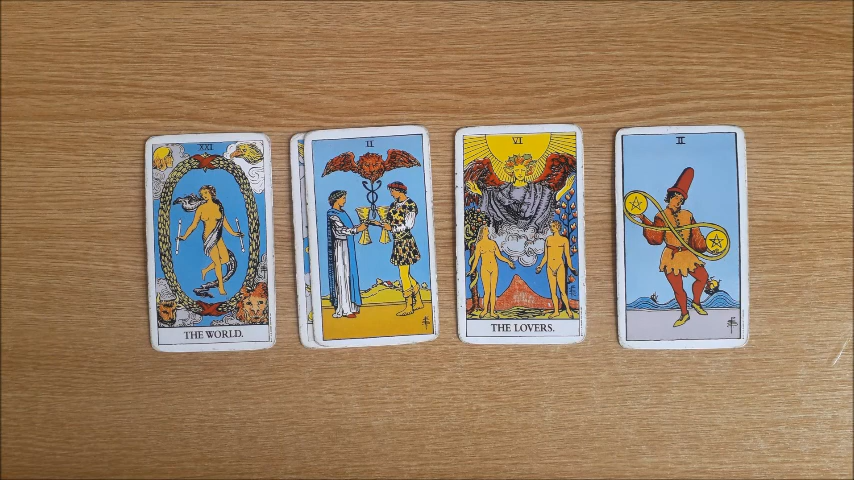 XXI
THE WORLD.
II
VI
THE LOVERS.
II